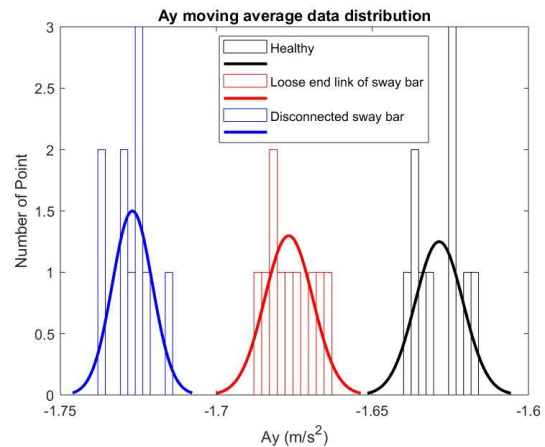 Ay moving average data distribution
3
2.5
2
1.5
1
0.5
0
Number of Point
Healthy
Loose end link of sway bar
Disconnected sway bar
-1.75 -1.7 -1.65 -1.6
Ay (m/s²)